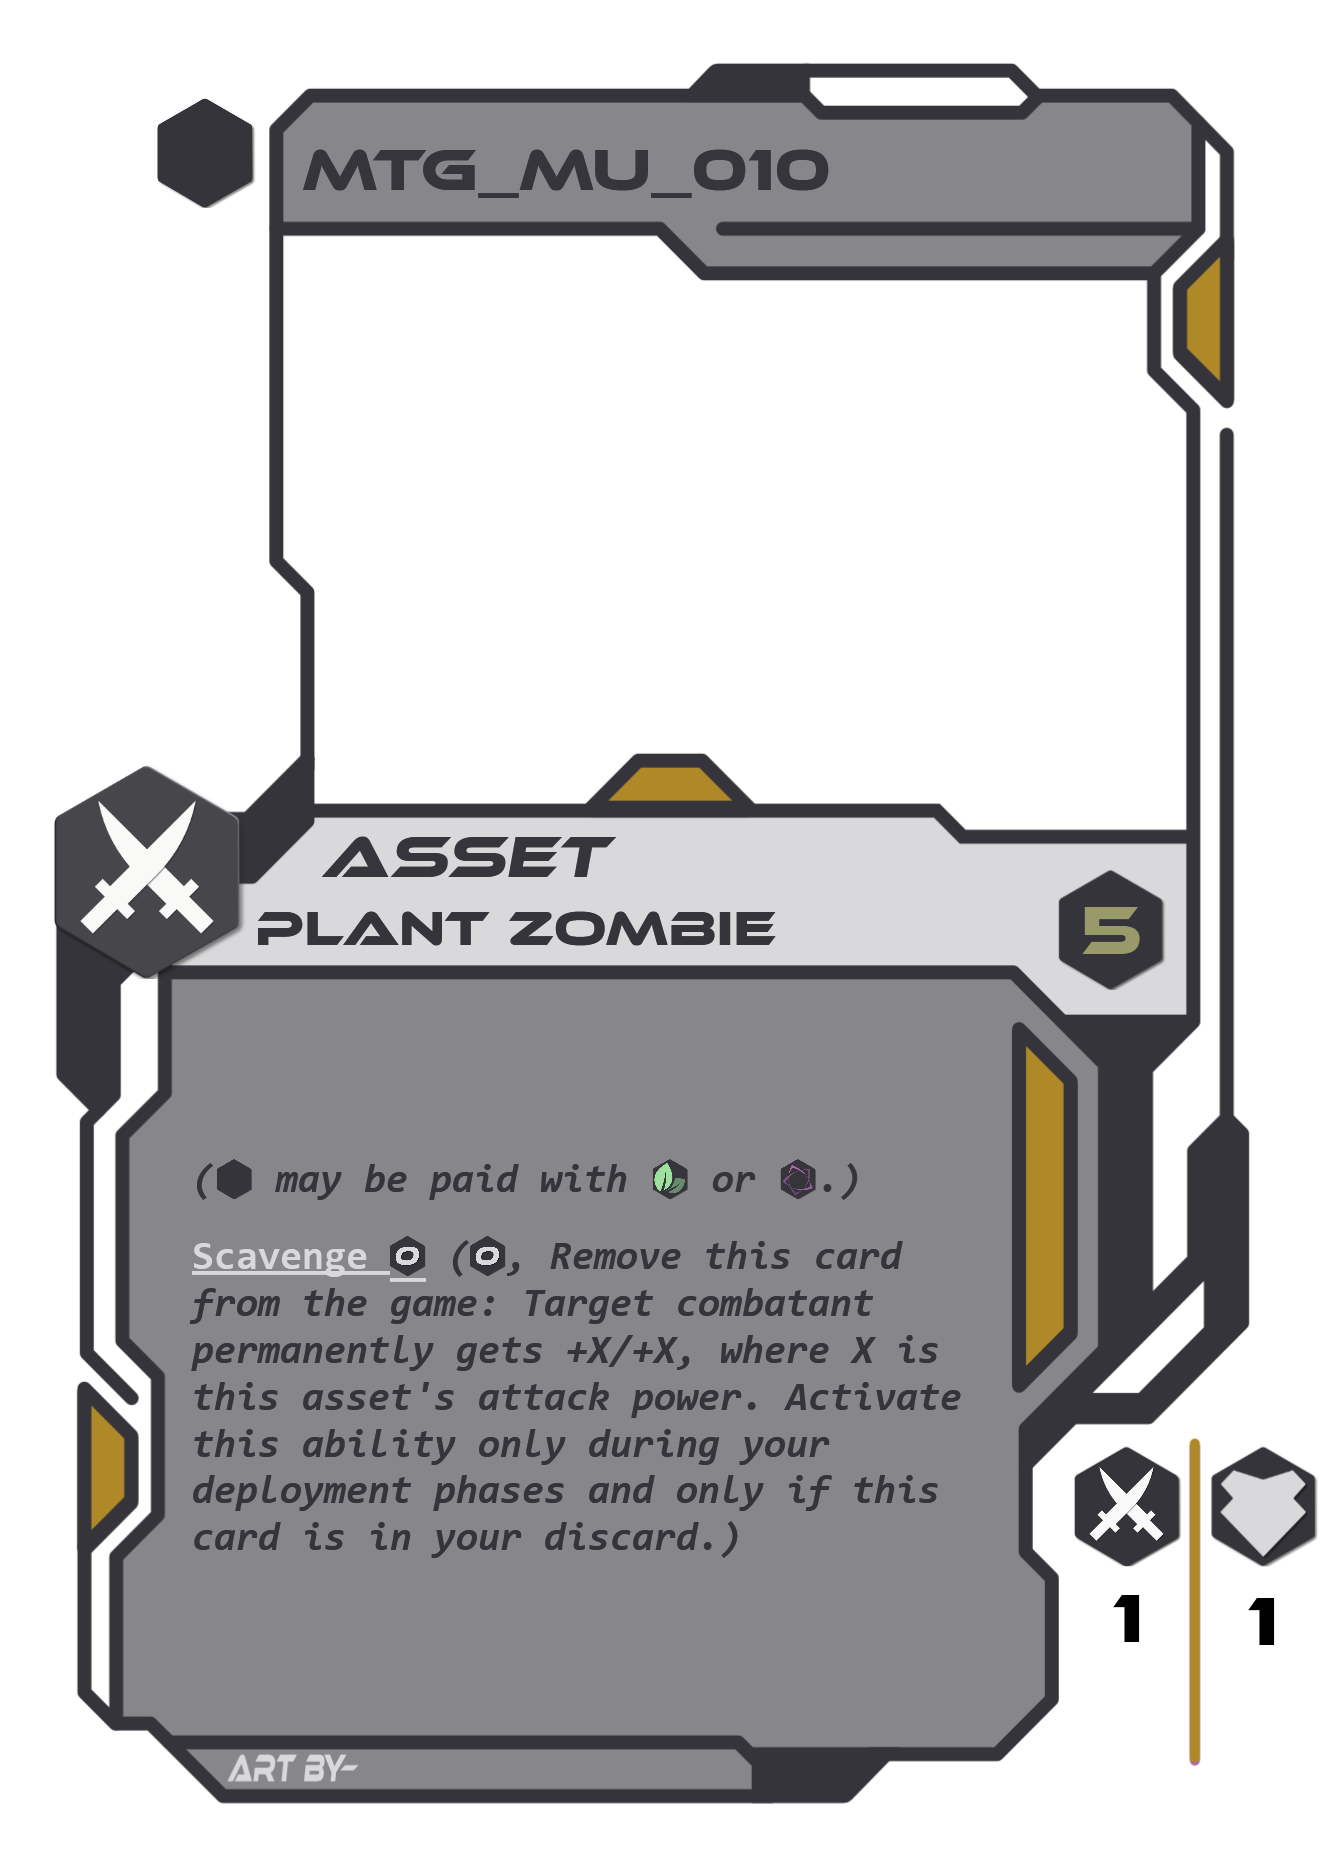 MTG_MU_010
ASSET
PLANT ZOMBIE
5
( may be paid with or .)
Scavenge 0 (0, Remove this card
from the game: Target combatant
permanently gets +X/+X, where X is
this asset's attack power. Activate
this ability only during your
deployment phases and only if this
card is in your discard.)
1 1
ART BY-